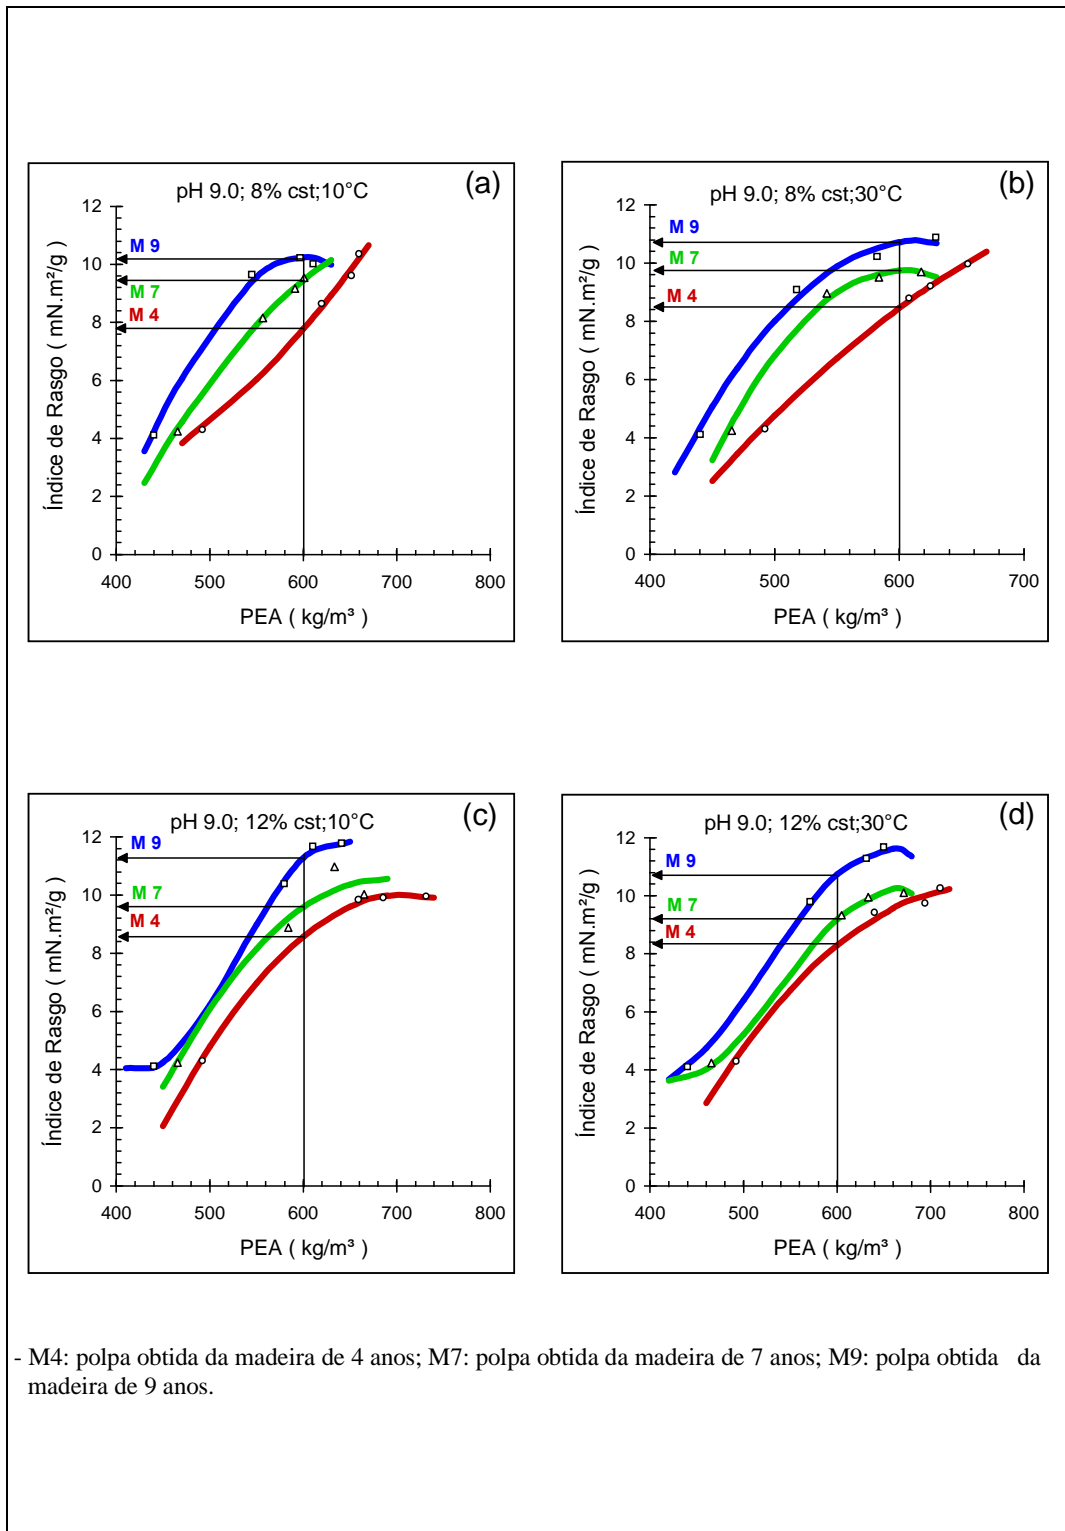 pH 9.0; 8% cst;10°C
(a)
12
10
8
6
4
2
0
M 9
M 7
M 4
Índice de Rasgo ( mN.m²/g )
400 500 600 700 800
PEA ( kg/m³ )
pH 9.0; 8% cst;30°C
(b)
12
10
8
6
4
2
0
M 9
M 7
M 4
Índice de Rasgo ( mN.m²/g )
400 500 600 700
PEA ( kg/m³ )
pH 9.0; 12% cst;10°C
(c)
12
10
8
6
4
2
0
M 9
M 7
M 4
Índice de Rasgo ( mN.m²/g )
400 500 600 700 800
PEA ( kg/m³ )
pH 9.0; 12% cst;30°C
(d)
12
10
8
6
4
2
0
M 9
M 7
M 4
Índice de Rasgo ( mN.m²/g )
400 500 600 700 800
PEA ( kg/m³ )
- M4: polpa obtida da madeira de 4 anos; M7: polpa obtida da madeira de 7 anos; M9: polpa obtida da
madeira de 9 anos.